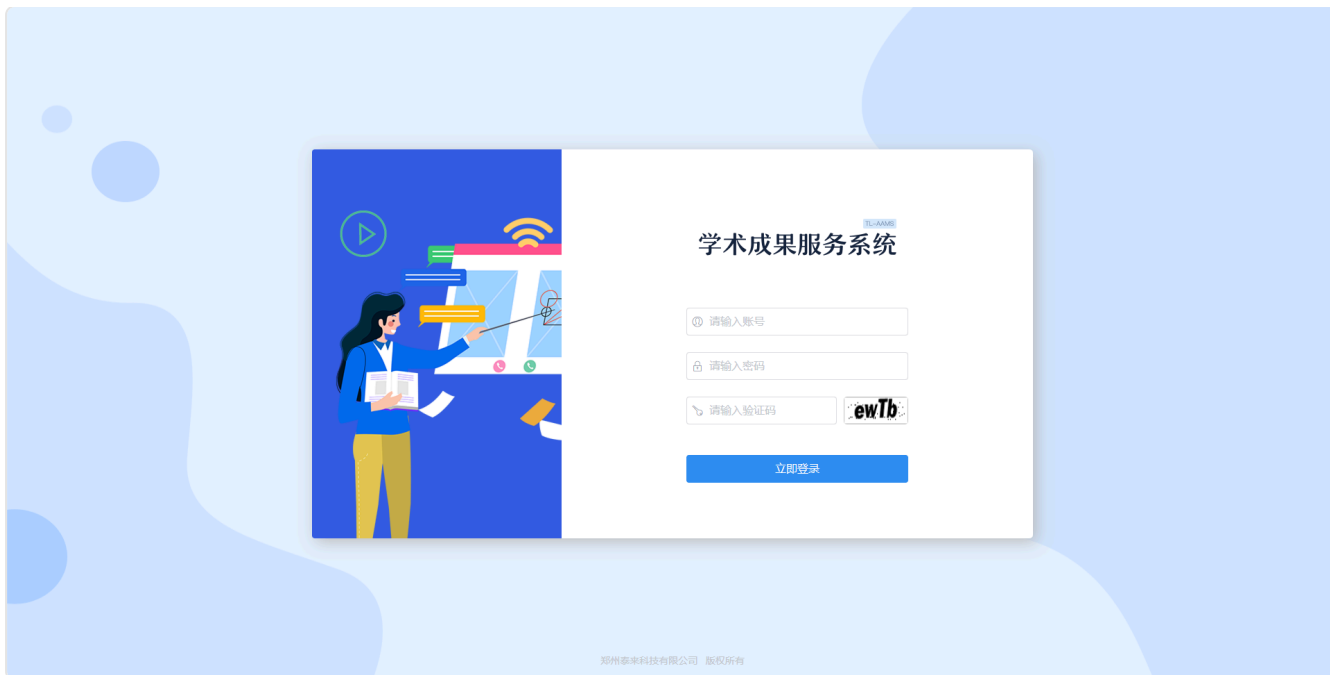 TL-AAMS
学术成果服务系统
请输入账号
请输入密码
请输入验证码
ewTb
立即登录
郑州泰来科技有限公司 版权所有